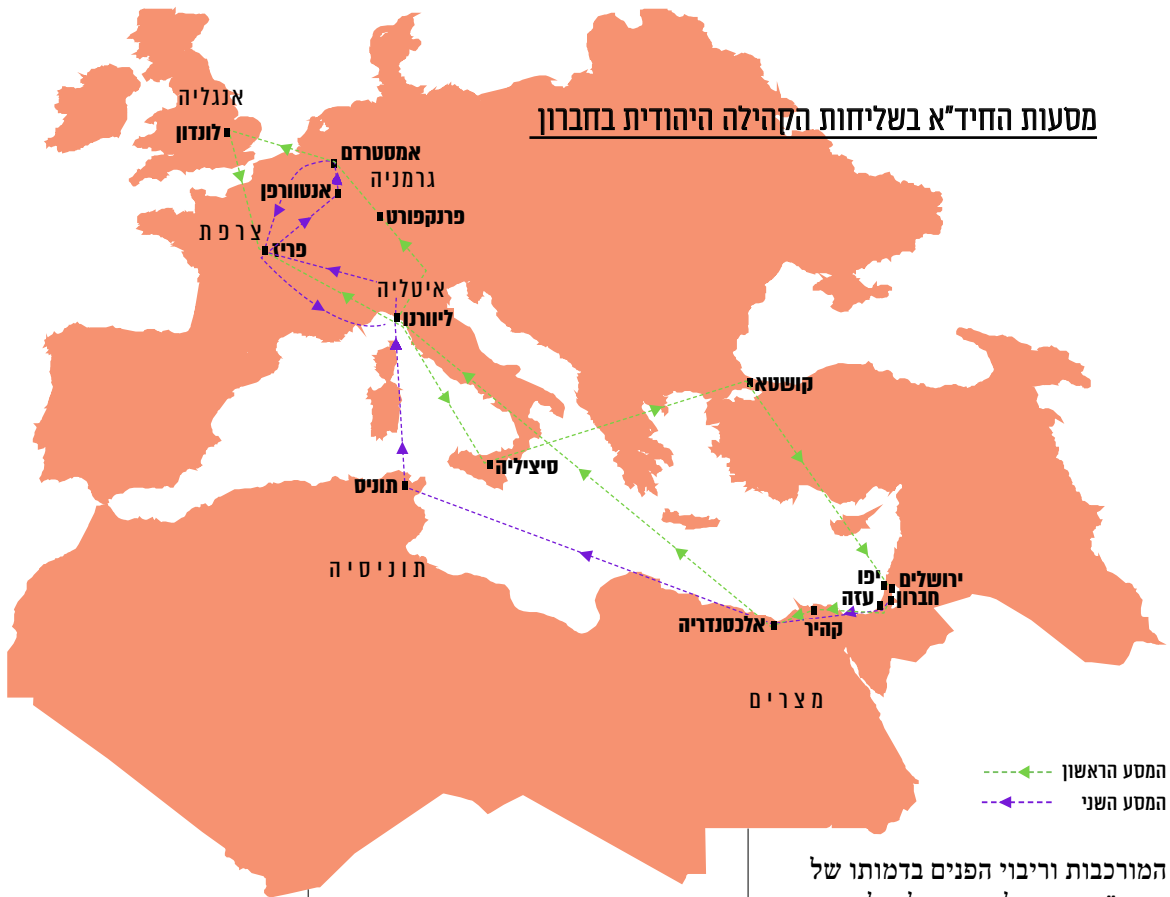 מסעות החיד"א בשליחות הקהילה היהודית בחברון
אנגליה
לונדון
אמסטרדם
גרמניה
אנטוורפן
פרנקפורט
צרפת
פריז
איטליה
ליוורנו
קושטא
סיציליה
תוניס
תוניסיה
יפו
ירושלים
חברון
עזה
קהיר
אלכסנדריה
מצרים
המסע הראשון
המסע השני
המורכבות וריבוי הפנים בדמותו של